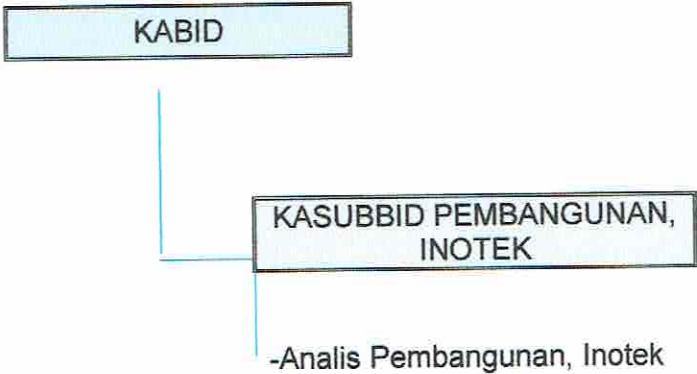 KABID
KASUBBID PEMBANGUNAN,
INOTEK
-Analis Pembangunan, Inotek